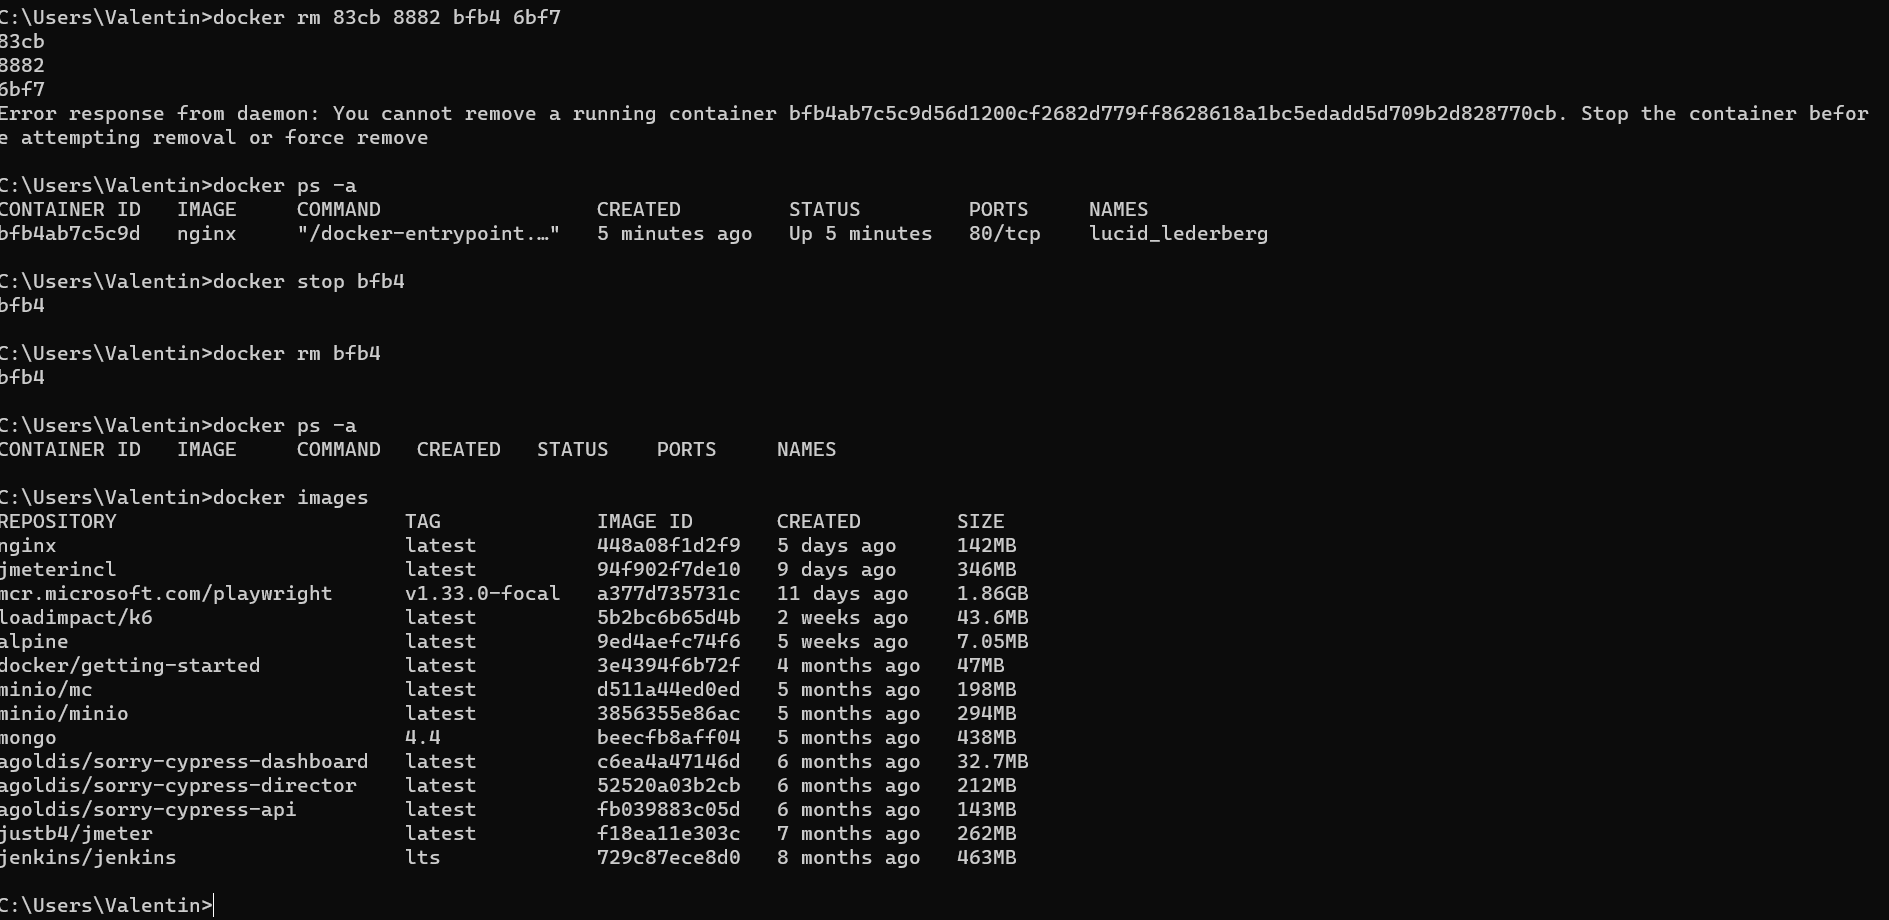 C:\Users\Valentin>docker rm 83cb 8882 bfb4 6bf7
83cb
8882
6bf7
Error response from daemon: You cannot remove a running container bfb4ab7c5c9d56d1200cf2682d779ff8628618a1bc5edadd5d709b2d828770cb. Stop the container befor
e attempting removal or force remove
C:\Users\Valentin>docker ps -a
CONTAINER ID   IMAGE     COMMAND                  CREATED         STATUS         PORTS     NAMES
bfb4ab7c5c9d   nginx     "/docker-entrypoint.…"   5 minutes ago   Up 5 minutes   80/tcp    lucid_lederberg
C:\Users\Valentin>docker stop bfb4
bfb4
C:\Users\Valentin>docker rm bfb4
bfb4
C:\Users\Valentin>docker ps -a
CONTAINER ID   IMAGE     COMMAND   CREATED   STATUS    PORTS     NAMES
C:\Users\Valentin>docker images
REPOSITORY                        TAG             IMAGE ID       CREATED        SIZE
nginx                             latest          448a08f1d2f9   5 days ago     142MB
jmeterincl                        latest          94f902f7de10   9 days ago     346MB
mcr.microsoft.com/playwright      v1.33.0-focal   a377d735731c   11 days ago    1.86GB
loadimpact/k6                     latest          5b2bc6b65d4b   2 weeks ago    43.6MB
alpine                            latest          9ed4aefc74f6   5 weeks ago    7.05MB
docker/getting-started            latest          3e4394f6b72f   4 months ago   47MB
minio/mc                          latest          d511a44ed0ed   5 months ago   198MB
minio/minio                       latest          3856355e86ac   5 months ago   294MB
mongo                             4.4             beecfb8aff04   5 months ago   438MB
agoldis/sorry-cypress-dashboard   latest          c6ea4a47146d   6 months ago   32.7MB
agoldis/sorry-cypress-director    latest          52520a03b2cb   6 months ago   212MB
agoldis/sorry-cypress-api         latest          fb039883c05d   6 months ago   143MB
justb4/jmeter                     latest          f18ea11e303c   7 months ago   262MB
jenkins/jenkins                   lts             729c87ece8d0   8 months ago   463MB
C:\Users\Valentin>